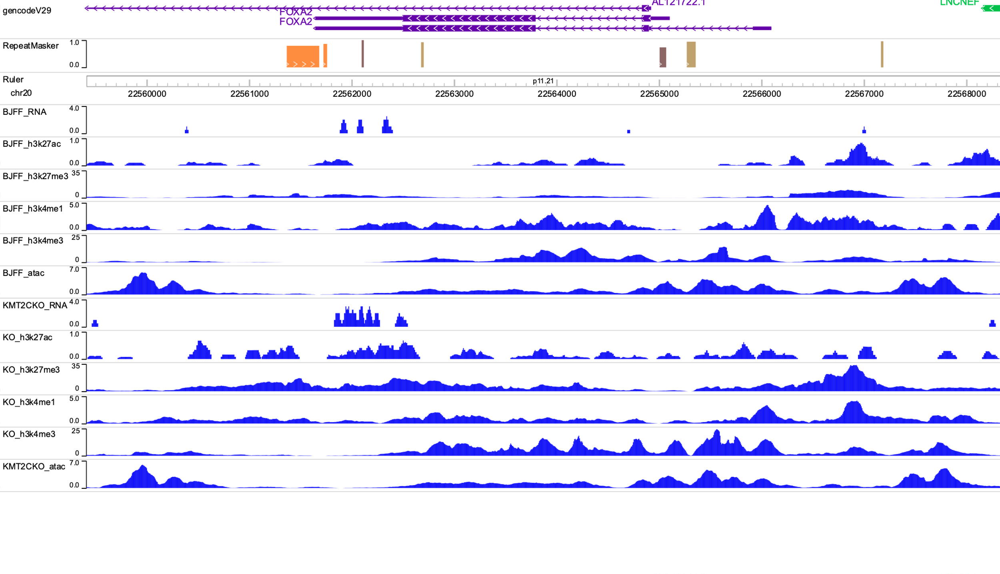 AL121722.1 LNCNEF
gencodeV29
FOXA2
FOXA2
RepeatMasker 1.0
0.0
Ruler
p11.21
chr20 22560000 22561000 22562000 22563000 22564000 22565000 22566000 22567000 22568000
BJFF_RNA 4.0
0.0
BJFF_h3k27ac 1.0
0.0
BJFF_h3k27me3 35
0
BJFF_h3k4me1 5.0
0.0
BJFF_h3k4me3 25
0
BJFF_atac 7.0
0.0
KMT2CKO_RNA 4.0
0.0
KO_h3k27ac 1.0
0.0
KO_h3k27me3 35
0
KO_h3k4me1 5.0
0.0
KO_h3k4me3 25
0
KMT2CKO_atac 7.0
0.0